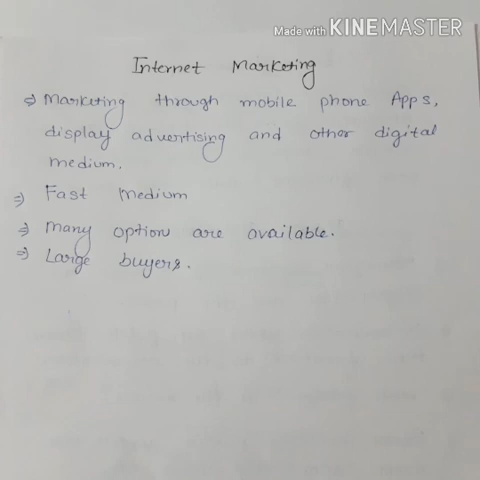 Made with KINEMASTER
Internet Marketing
⇒ Marketing through mobile phone Apps,
display advertising and other digital
medium.
⇒ Fast Medium
⇒ Many option are available.
⇒ Large buyers.